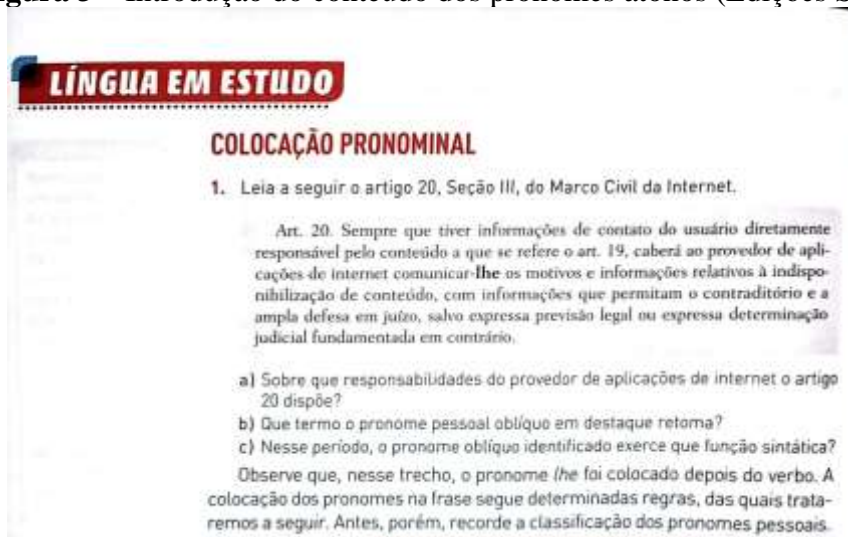 Introdução do conteúdo dos pronomes átonos (Edições
LÍNGUA EM ESTUDO
COLOCAÇÃO PRONOMINAL
1. Leia a seguir o artigo 20, Seção III, do Marco Civil da Internet.
Art. 20. Sempre que tiver informações de contato do usuário diretamente
responsável pelo conteúdo a que se refere o art. 19, caberá ao provedor de apli-
cações de internet comunicar-lhe os motivos e informações relativos à indispo-
nibilização de conteúdo, com informações que permitam o contraditório e a
ampla defesa em juízo, salvo expressa previsão legal ou expressa determinação
judicial fundamentada em contrário.
a) Sobre que responsabilidades do provedor de aplicações de internet o artigo
20 dispõe?
b) Que termo o pronome pessoal oblíquo em destaque retoma?
c) Nesse período, o pronome oblíquo identificado exerce que função sintática?
Observe que, nesse trecho, o pronome lhe foi colocado depois do verbo. A
colocação dos pronomes na frase segue determinadas regras, das quais trata-
remos a seguir. Antes, porém, recorde a classificação dos pronomes pessoais.